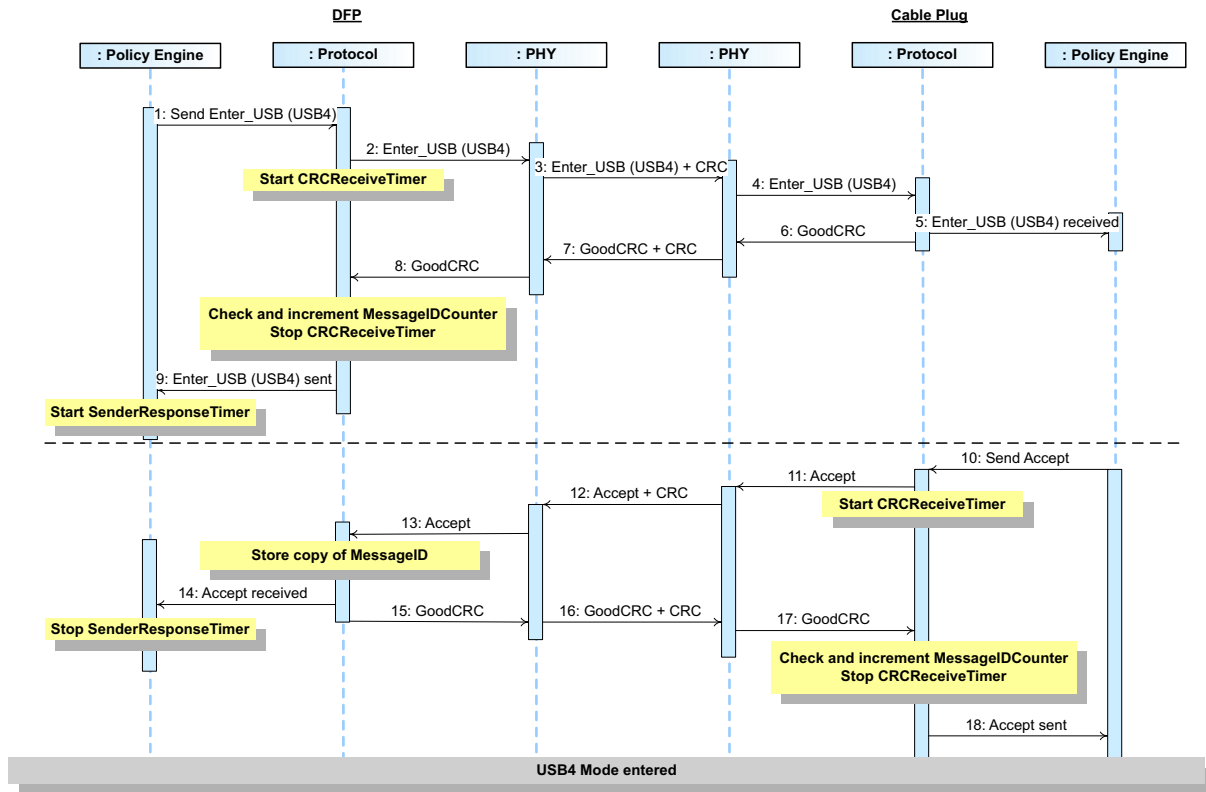 DFP
Cable Plug
: Policy Engine
: Protocol
: PHY
: PHY
: Protocol
: Policy Engine
1: Send Enter_USB (USB4)
2: Enter_USB (USB4)
Start CRCReceiveTimer
3: Enter_USB (USB4) + CRC
4: Enter_USB (USB4)
5: Enter_USB (USB4) received
6: GoodCRC
7: GoodCRC + CRC
8: GoodCRC
Check and increment MessageIDCounter
Stop CRCReceiveTimer
9: Enter_USB (USB4) sent
Start SenderResponseTimer
10: Send Accept
11: Accept
Start CRCReceiveTimer
12: Accept + CRC
13: Accept
Store copy of MessageID
14: Accept received
Stop SenderResponseTimer
15: GoodCRC
16: GoodCRC + CRC
17: GoodCRC
Check and increment MessageIDCounter
Stop CRCReceiveTimer
18: Accept sent
USB4 Mode entered